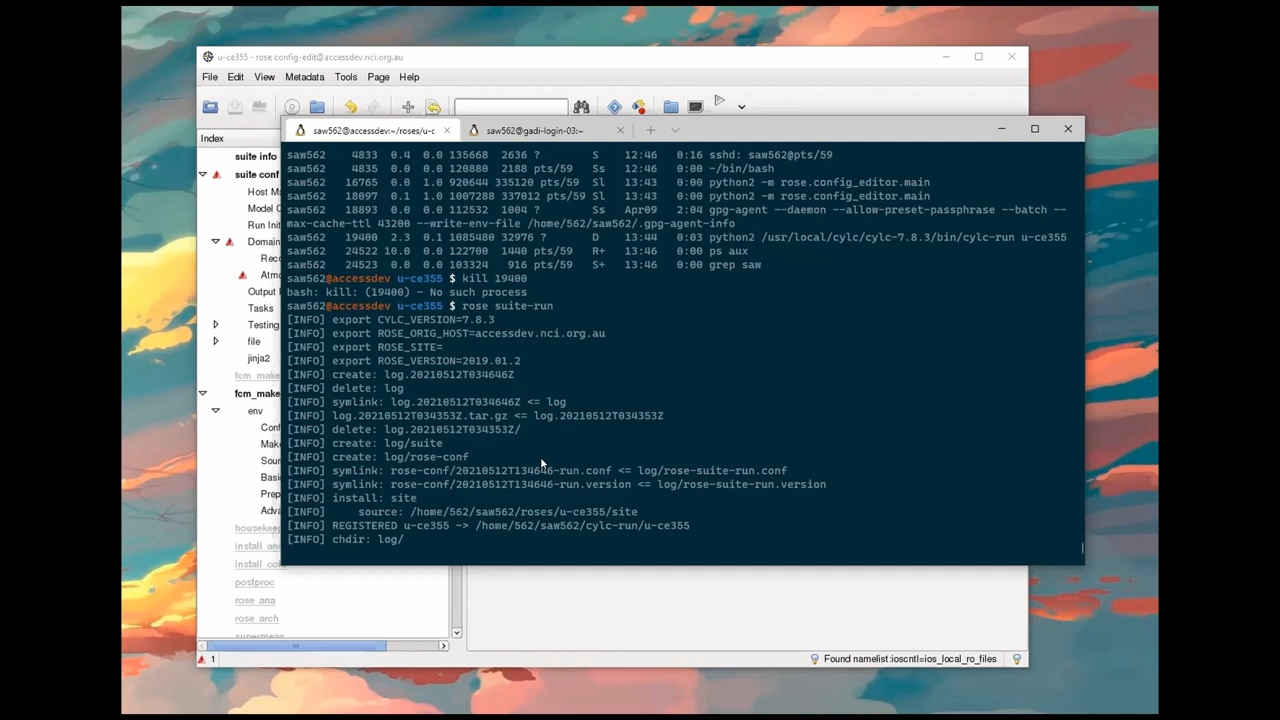 u-ce355 - rose config-edit@accessdev.nci.org.au
File Edit View Metadata Tools Page Help
saw562@accessdev:~/roses/u-c
saw562@gadi-login-03:~
Index
suite info
suite conf
Host Ma
Model C
Run Initi
Domain
Atmo
Output I
Tasks
Testing
file
jinja2
fcm_make
fcm_make
env
Conf
Make
Sour
Basic
Prep
Adva
housekeep
install an
install col
postproc
rose ana
rose arch
supermean
saw562 4833 0.4 0.0 135668 2636 ? S 12:46 0:16 sshd: saw562@pts/59
saw562 4835 0.0 0.0 120880 2188 pts/59 Ss 12:46 0:00 -/bin/bash
saw562 16765 0.0 1.0 920644 335120 pts/59 Sl 13:43 0:00 python2 -m rose.config_editor.main
saw562 18097 0.1 1.0 1007288 337012 pts/59 Sl 13:43 0:00 python2 -m rose.config_editor.main
saw562 18893 0.0 0.0 112532 1004 ? Ss Apr09 2:04 gpg-agent --daemon --allow-preset-passphrase --batch --
max-cache-ttl 43200 --write-env-file /home/562/saw562/.gpg-agent-info
saw562 19400 2.3 0.1 1085480 32976 ? D 13:44 0:03 python2 /usr/local/cylc/cylc-7.8.3/bin/cylc-run u-ce355
saw562 24522 10.0 0.0 122700 1440 pts/59 R+ 13:46 0:00 ps aux
saw562 24523 0.0 0.0 103324 916 pts/59 S+ 13:46 0:00 grep saw
saw562@accessdev u-ce355 $ kill 19400
bash: kill: (19400) - No such process
saw562@accessdev u-ce355 $ rose suite-run
[INFO] export CYLC_VERSION=7.8.3
[INFO] export ROSE_ORIG_HOST=accessdev.nci.org.au
[INFO] export ROSE_SITE=
[INFO] export ROSE_VERSION=2019.01.2
[INFO] create: log.20210512T034646Z
[INFO] delete: log
[INFO] symlink: log.20210512T034646Z <= log
[INFO] log.20210512T034353Z.tar.gz <= log.20210512T034353Z
[INFO] delete: log.20210512T034353Z/
[INFO] create: log/suite
[INFO] create: log/rose-conf
[INFO] symlink: rose-conf/20210512T134646-run.conf <= log/rose-suite-run.conf
[INFO] symlink: rose-conf/20210512T134646-run.version <= log/rose-suite-run.version
[INFO] install: site
[INFO] source: /home/562/saw562/roses/u-ce355/site
[INFO] REGISTERED u-ce355 -> /home/562/saw562/cylc-run/u-ce355
[INFO] chdir: log/
1
Found namelist:ioscntl=ios_local_ro_files